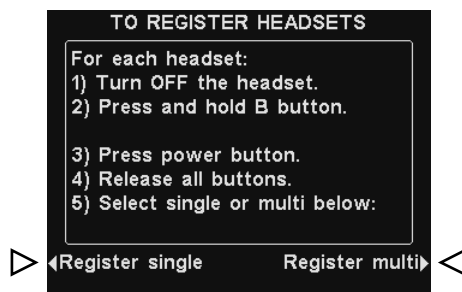 TO REGISTER HEADSETS
For each headset:
1) Turn OFF the headset.
2) Press and hold B button.
3) Press power button.
4) Release all buttons.
5) Select single or multi below:
Register single Register multi